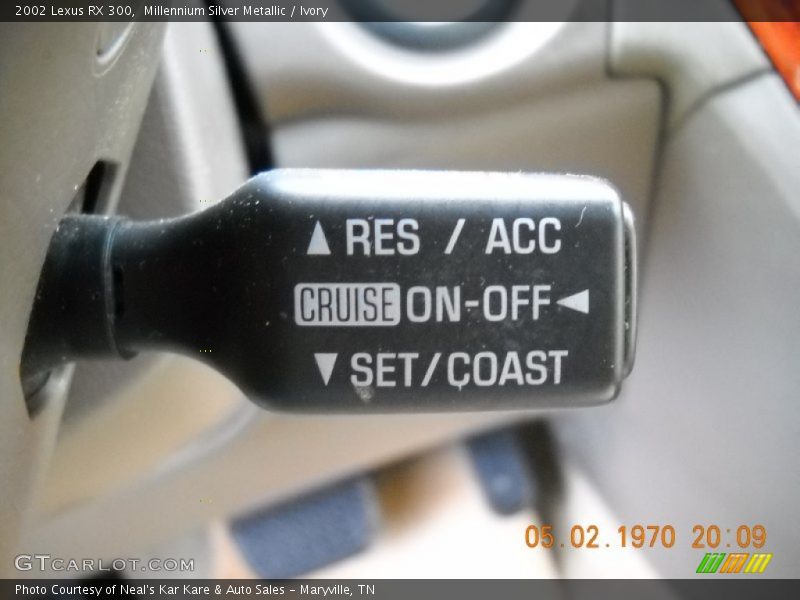 2002 Lexus RX 300, Millennium Silver Metallic / Ivory
▲ RES / ACC
CRUISE ON-OFF ◀
▼ SET/COAST
05.02.1970 20:09
GTCARLOT.COM
Photo Courtesy of Neal's Kar Kare & Auto Sales - Maryville, TN